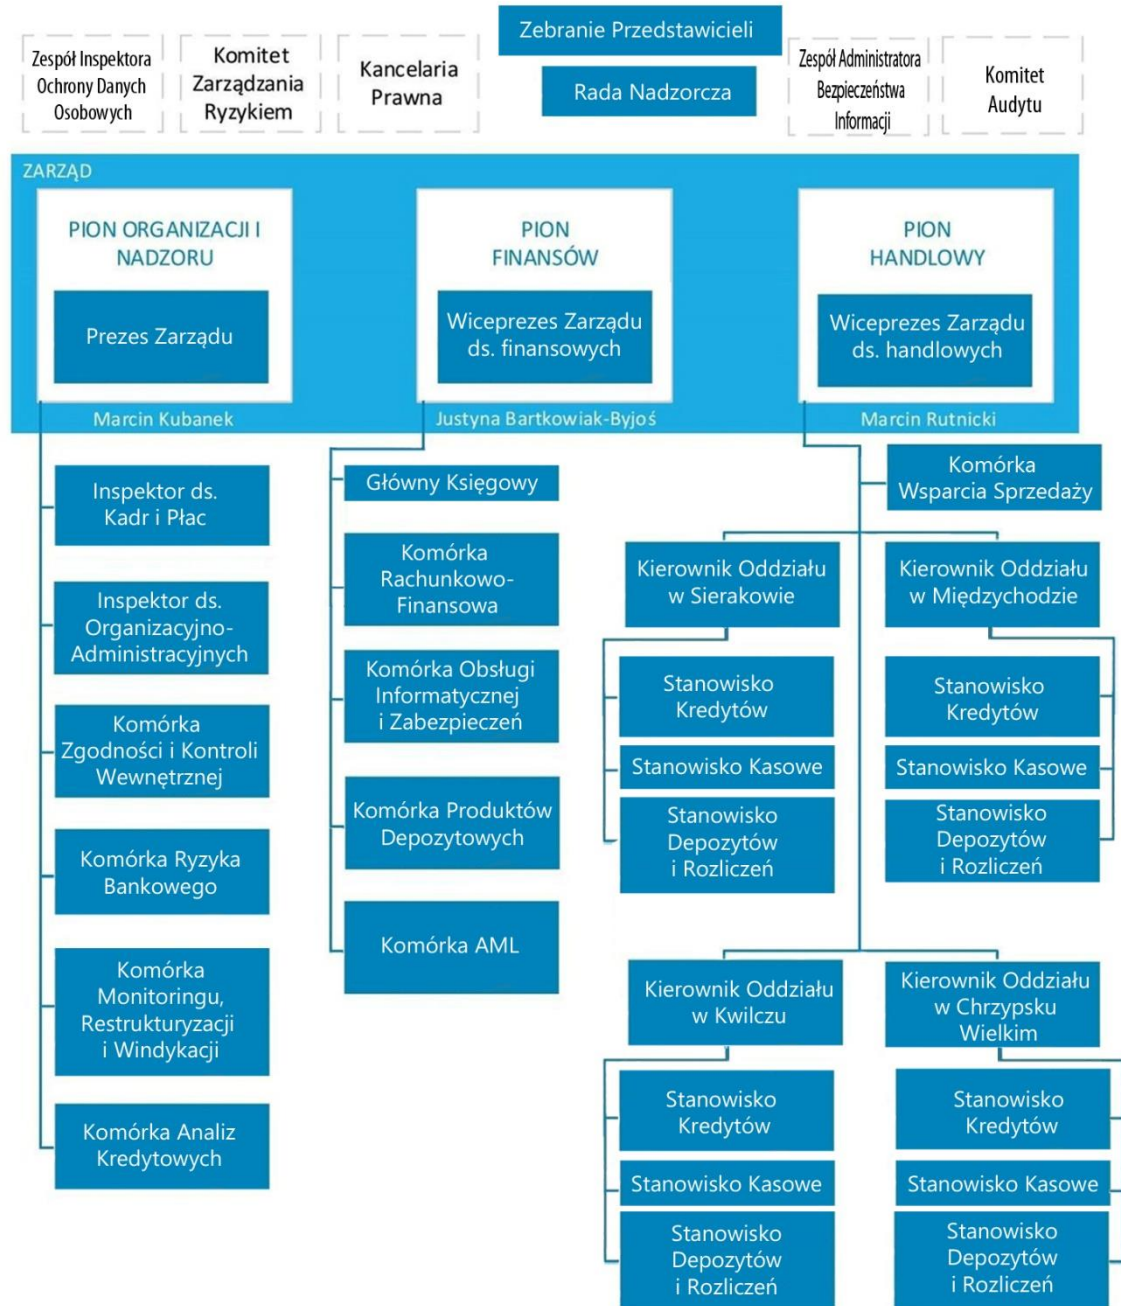 Zebranie Przedstawicieli
Rada Nadzorcza
Zespół Inspektora
Ochrony Danych
Osobowych
Komitet
Zarządzania
Ryzykiem
Kancelaria
Prawna
Zespół Administratora
Bezpieczeństwa
Informacji
Komitet
Audytu
ZARZĄD
PION ORGANIZACJI I
NADZORU
Prezes Zarządu
Marcin Kubanek
PION
FINANSÓW
Wiceprezes Zarządu
ds. finansowych
Justyna Bartkowiak-Byjoś
PION
HANDLOWY
Wiceprezes Zarządu
ds. handlowych
Marcin Rutnicki
Inspektor ds.
Kadr i Płac
Inspektor ds.
Organizacyjno-
Administracyjnych
Komórka
Zgodności i Kontroli
Wewnętrznej
Komórka Ryzyka
Bankowego
Komórka
Monitoringu,
Restrukturyzacji
i Windykacji
Komórka Analiz
Kredytowych
Główny Księgowy
Komórka
Rachunkowo-
Finansowa
Komórka Obsługi
Informatycznej
i Zabezpieczeń
Komórka Produktów
Depozytowych
Komórka AML
Komórka
Wsparcia Sprzedaży
Kierownik Oddziału
w Sierakowie
Stanowisko
Kredytów
Stanowisko Kasowe
Stanowisko
Depozytów
i Rozliczeń
Kierownik Oddziału
w Międzychodzie
Stanowisko
Kredytów
Stanowisko Kasowe
Stanowisko
Depozytów
i Rozliczeń
Kierownik Oddziału
w Kwilczu
Stanowisko
Kredytów
Stanowisko Kasowe
Stanowisko
Depozytów
i Rozliczeń
Kierownik Oddziału
w Chrzypsku
Wielkim
Stanowisko
Kredytów
Stanowisko Kasowe
Stanowisko
Depozytów
i Rozliczeń